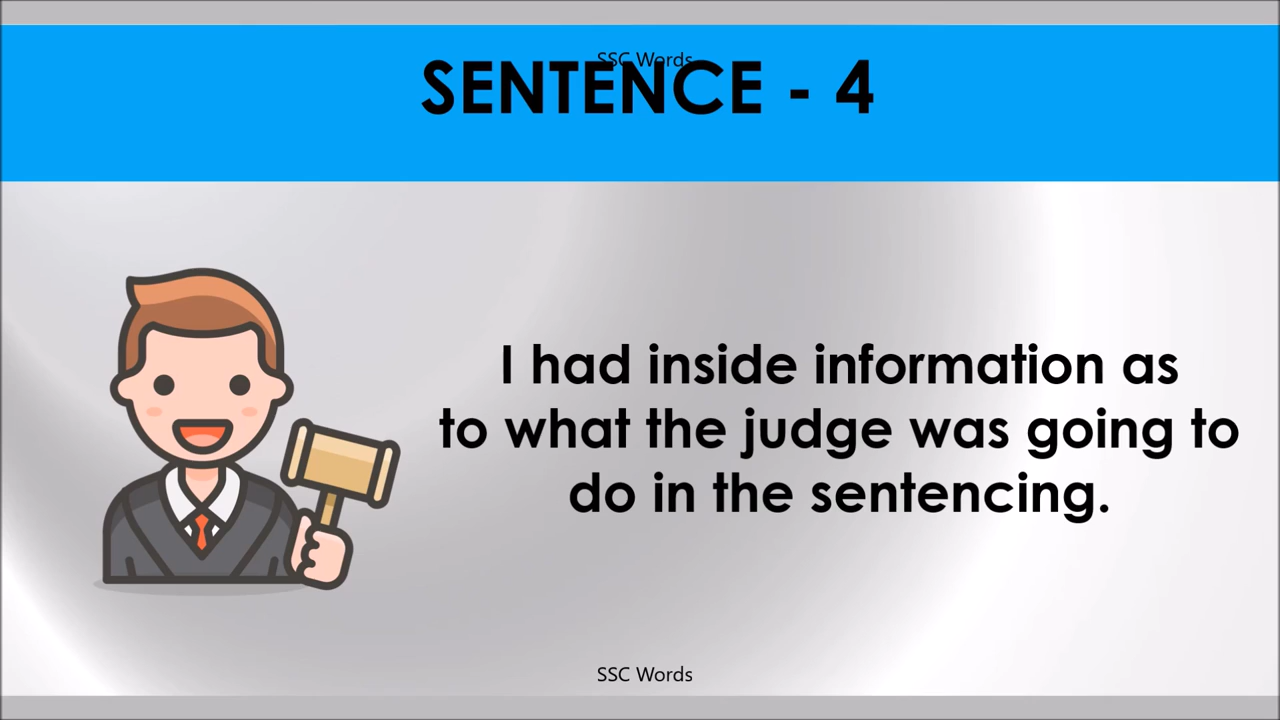 SSC Words
SENTENCE - 4
I had inside information as
to what the judge was going to
do in the sentencing.
SSC Words